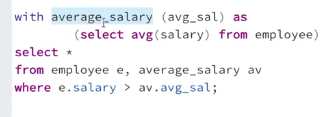 with average_salary (avg_sal) as
(select avg(salary) from employee)
select *
from employee e, average_salary av
where e.salary > av.avg_sal;